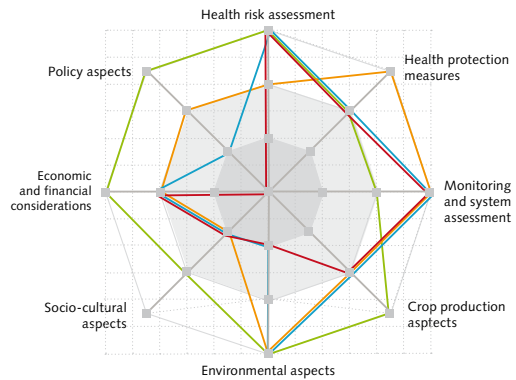 Health risk assessment
Health protection
measures
Policy aspects
Economic
and financial
considerations
Monitoring
and system
assessment
Socio-cultural
aspects
Crop production
asptects
Environmental aspects